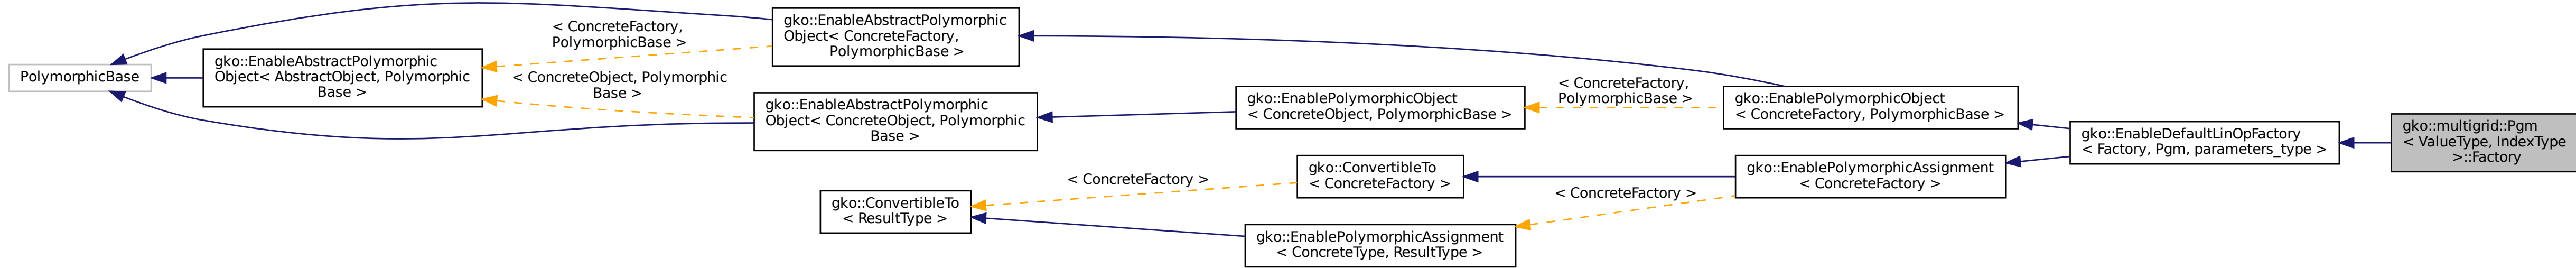 PolymorphicBase
gko::EnableAbstractPolymorphic
Object< AbstractObject, Polymorphic
Base >
< ConcreteFactory,
PolymorphicBase >
< ConcreteObject, Polymorphic
Base >
gko::EnableAbstractPolymorphic
Object< ConcreteFactory,
PolymorphicBase >
gko::EnableAbstractPolymorphic
Object< ConcreteObject, Polymorphic
Base >
gko::ConvertibleTo
< ResultType >
< ConcreteFactory >
gko::EnablePolymorphicObject
< ConcreteObject, PolymorphicBase >
gko::ConvertibleTo
< ConcreteFactory >
gko::EnablePolymorphicAssignment
< ConcreteType, ResultType >
< ConcreteFactory,
PolymorphicBase >
< ConcreteFactory >
gko::EnablePolymorphicObject
< ConcreteFactory, PolymorphicBase >
gko::EnablePolymorphicAssignment
< ConcreteFactory >
gko::EnableDefaultLinOpFactory
< Factory, Pgm, parameters_type >
gko::multigrid::Pgm
< ValueType, IndexType
>::Factory